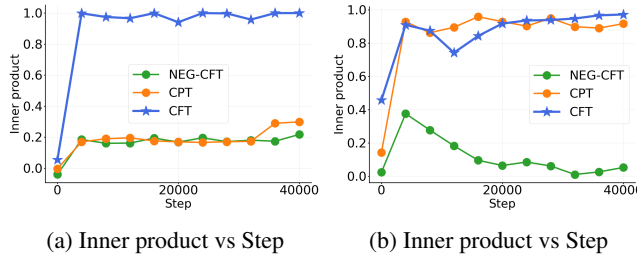 1.0
0.8
0.6
0.4
0.2
0.0
Inner product
NEG-CFT
CPT
CFT
0
20000
40000
Step
(a) Inner product vs Step
1.0
0.8
0.6
0.4
0.2
0.0
Inner product
NEG-CFT
CPT
CFT
0
20000
40000
Step
(b) Inner product vs Step